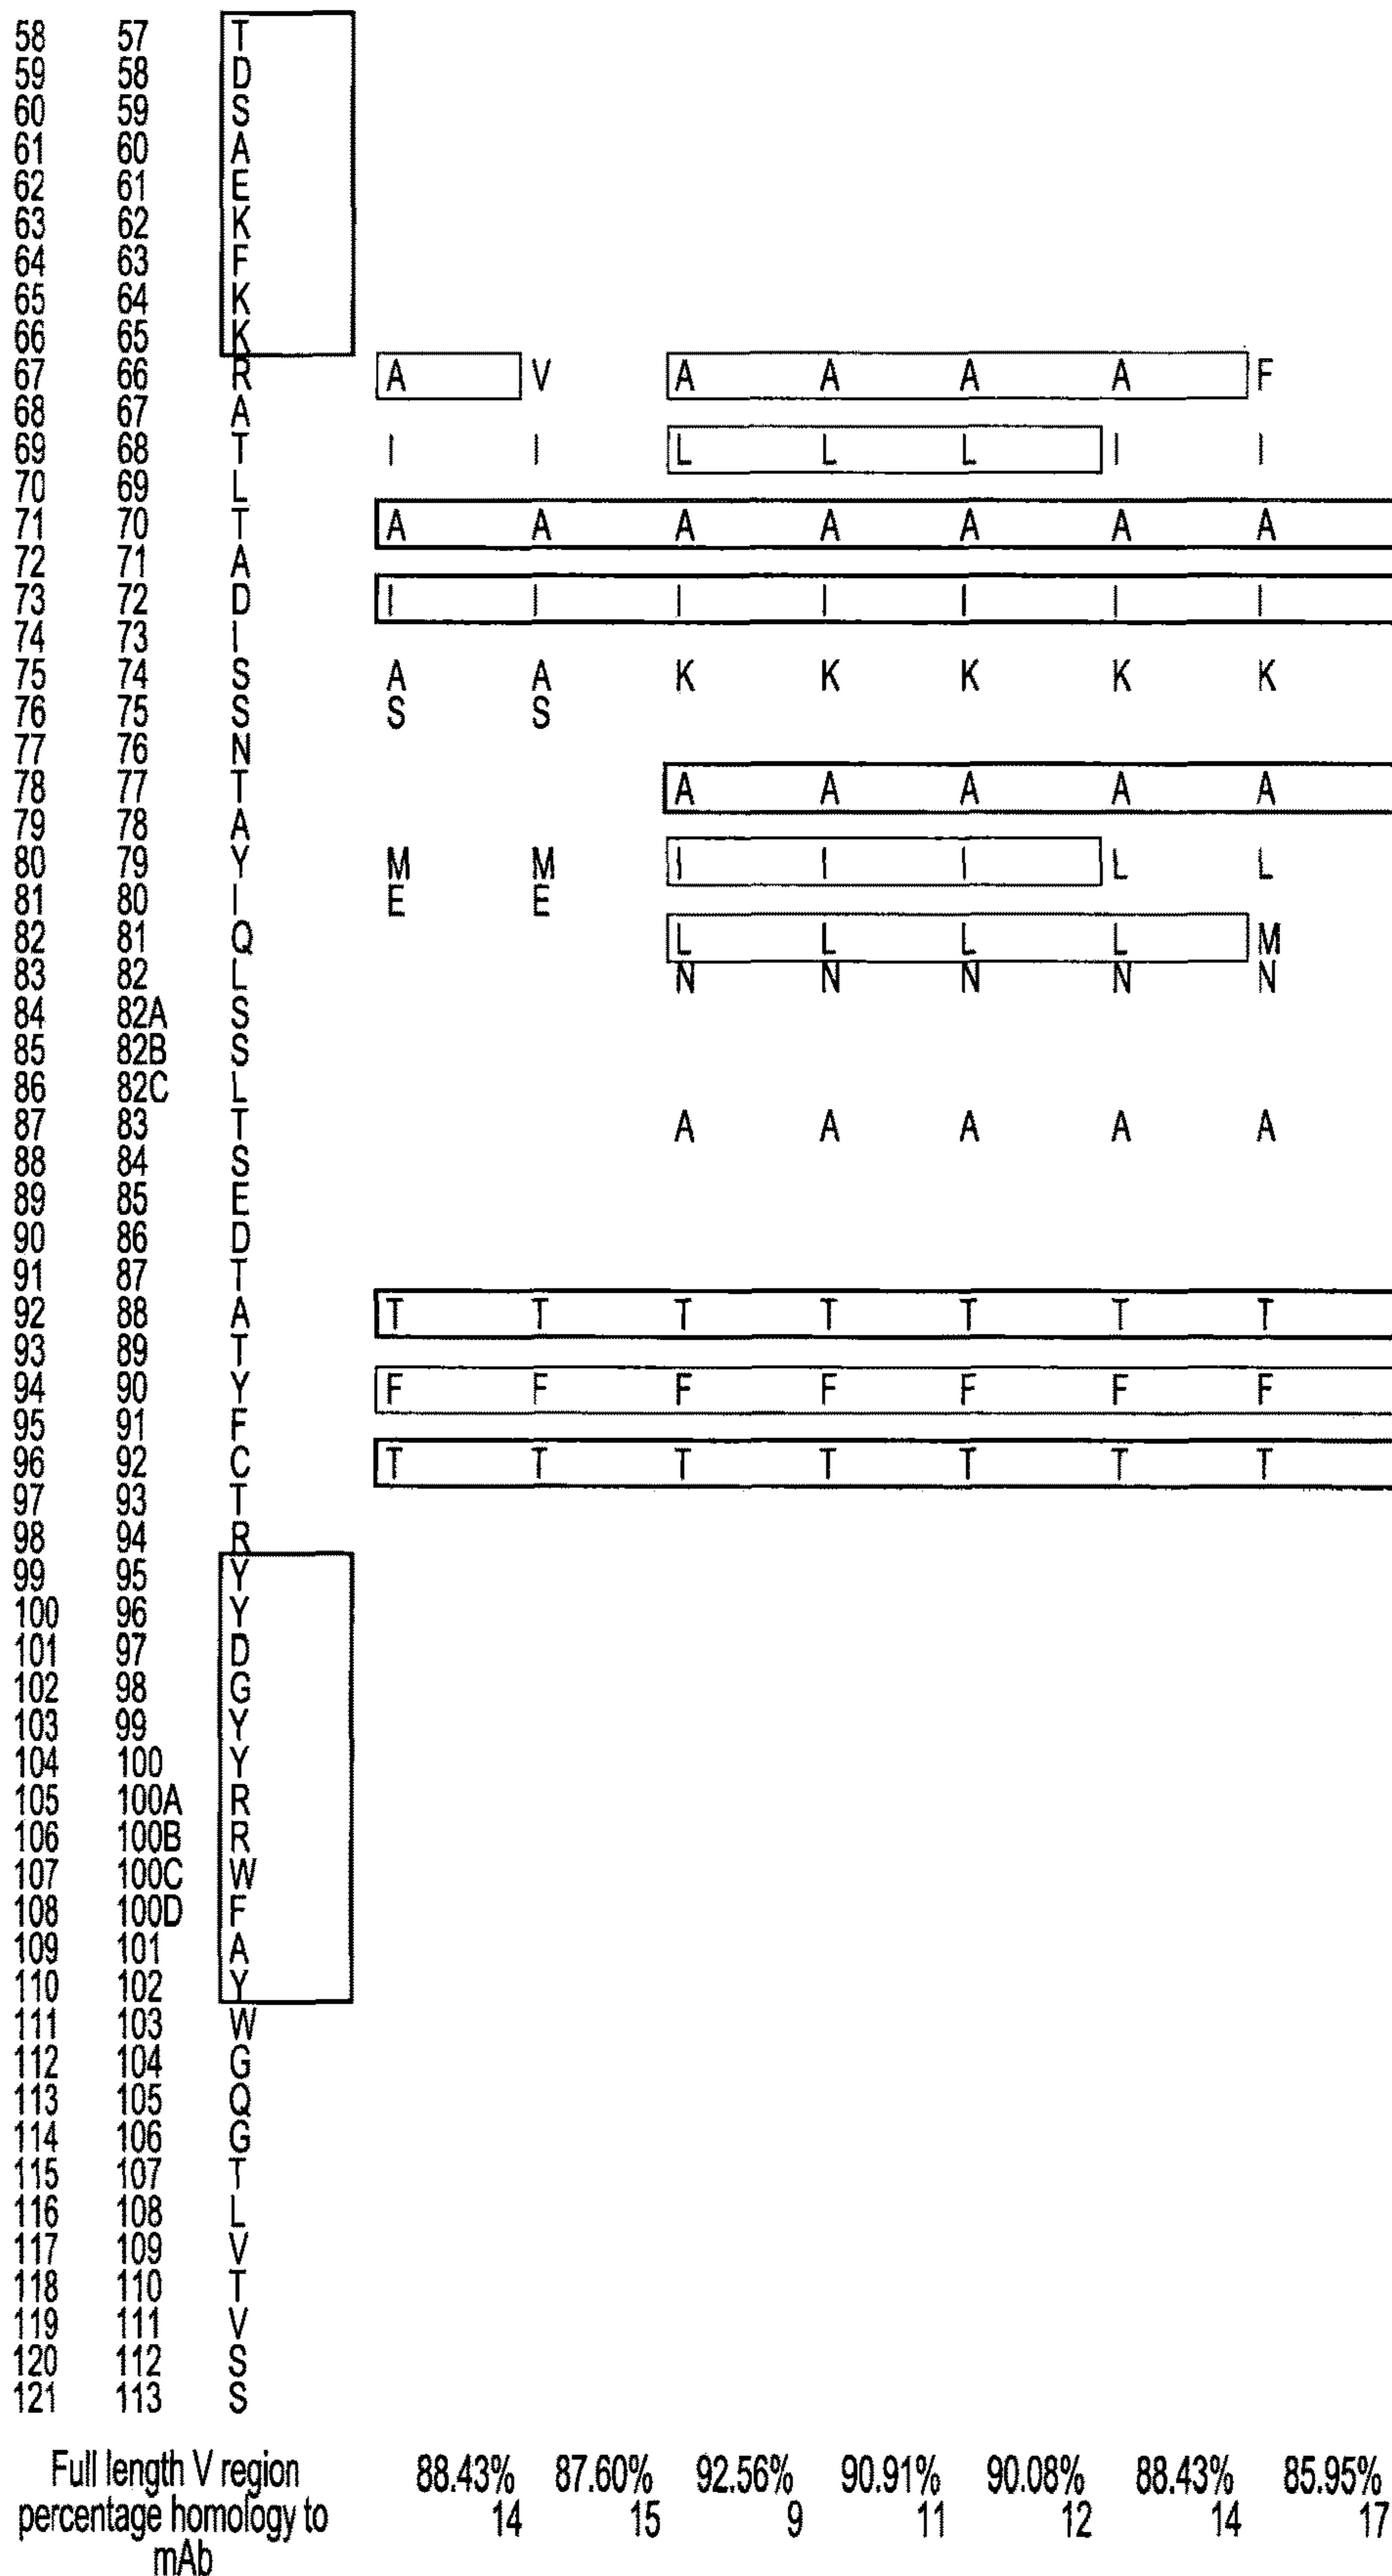 58 57 T
59 58 D
60 59 S
61 60 A
62 61 E
63 62 K
64 63 F
65 64 K
66 65 K
67 66 R A V A A A A F
68 67 A
69 68 T I I L L L I I
70 69 L
71 70 T A A A A A A A
72 71 A
73 72 D I I I I I I I
74 73 I
75 74 S A A K K K K K
76 75 S S S
77 76 N
78 77 T A A A A A
79 78 A
80 79 Y M M I I I L L
81 80 I E E
82 81 Q L L L L M
83 82 L N N N N N
84 82A S
85 82B S
86 82C L
87 83 T A A A A A
88 84 S
89 85 E
90 86 D
91 87 T
92 88 A T T T T T T T
93 89 T
94 90 Y F F F F F F F
95 91 F
96 92 C T T T T T T T
97 93 T
98 94 R
99 95 Y
100 96 Y
101 97 D
102 98 G
103 99 Y
104 100 Y
105 100A R
106 100B R
107 100C W
108 100D F
109 101 A
110 102 Y
111 103 W
112 104 G
113 105 Q
114 106 G
115 107 T
116 108 L
117 109 V
118 110 T
119 111 V
120 112 S
121 113 S
Full length V region 88.43% 87.60% 92.56% 90.91% 90.08% 88.43% 85.95%
percentage homology to 14 15 9 11 12 14 17
mAb